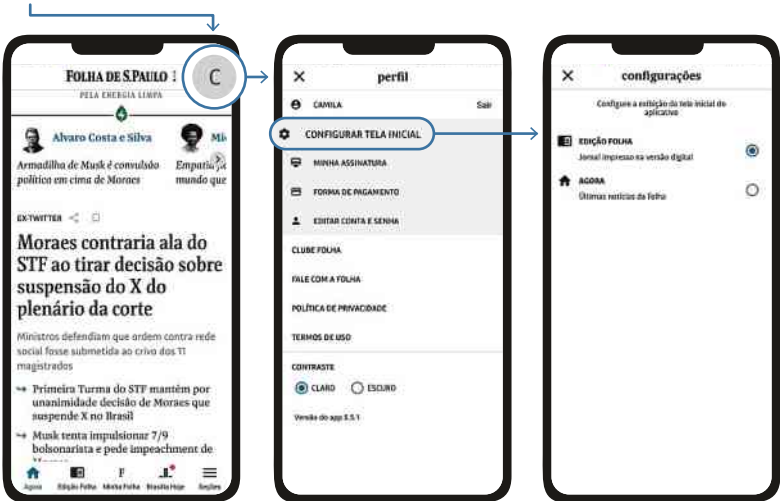 FOLHA DE S.PAULO
C
PELA ENERGIA LIMPA
Alvaro Costa e Silva
Armadilha de Musk é convulsão
política em cima de Moraes
Mi
Empatia
mundo que
EX-TWITTER
Moraes contraria ala do
STF ao tirar decisão sobre
suspensão do X do
plenário da corte
Ministros defendiam que ordem contra rede
social fosse submetida ao crivo dos 11
magistrados
Primeira Turma do STF mantém por
unanimidade decisão de Moraes que
suspende X no Brasil
Musk tenta impulsionar 7/9
bolsonarista e pede impeachment de
Agora
Edição Folha
Minha Folha
Brasília Hoje
Seções
perfil
CAMILA
Sair
CONFIGURAR TELA INICIAL
MINHA ASSINATURA
FORMA DE PAGAMENTO
EDITAR CONTA E SENHA
CLUBE FOLHA
FALE COM A FOLHA
POLÍTICA DE PRIVACIDADE
TERMOS DE USO
CONTRASTE
CLARO
ESCURO
Versão do app 8.5.1
configurações
Configure a exibição da tela inicial do
aplicativo
EDIÇÃO FOLHA
Jornal impresso na versão digital
AGORA
Últimas notícias da Folha